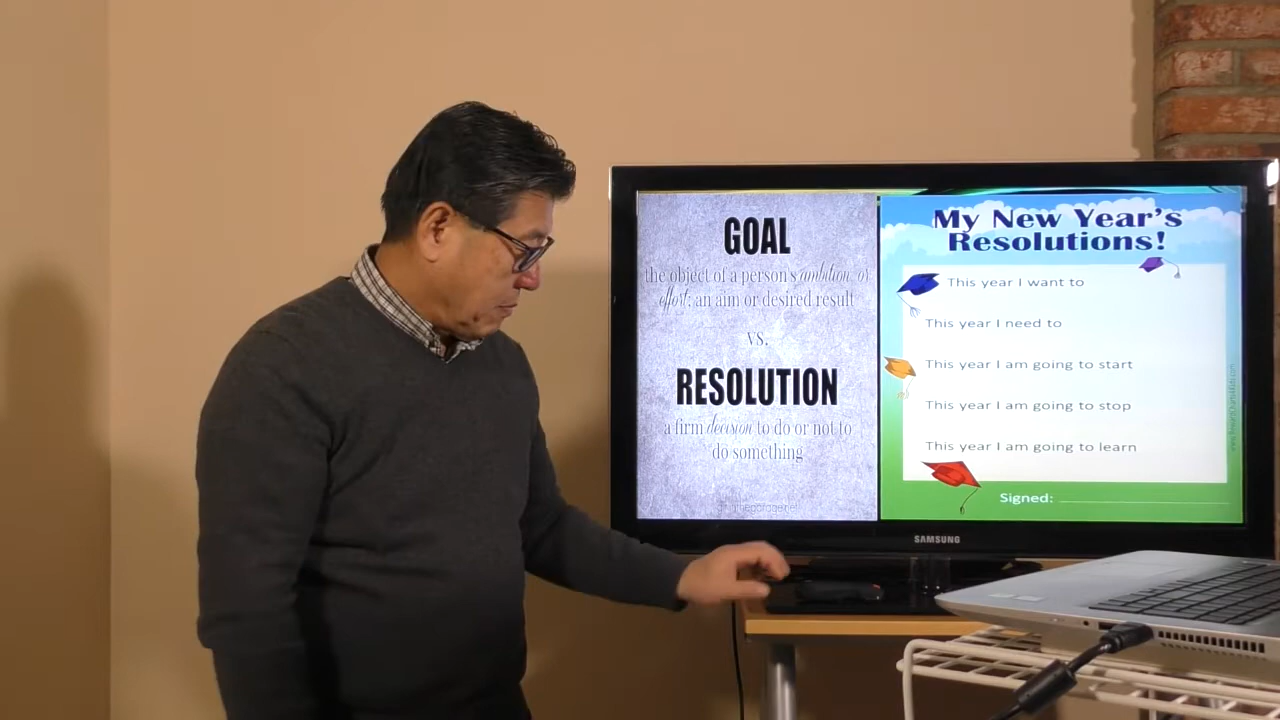 GOAL
the object of a person's ambition or
effort; an aim or desired result
vs.
RESOLUTION
a firm decision to do or not to
do something
My New Year's
Resolutions!
This year I want to
This year I need to
This year I am going to start
This year I am going to stop
This year I am going to learn
Signed:
SAMSUNG